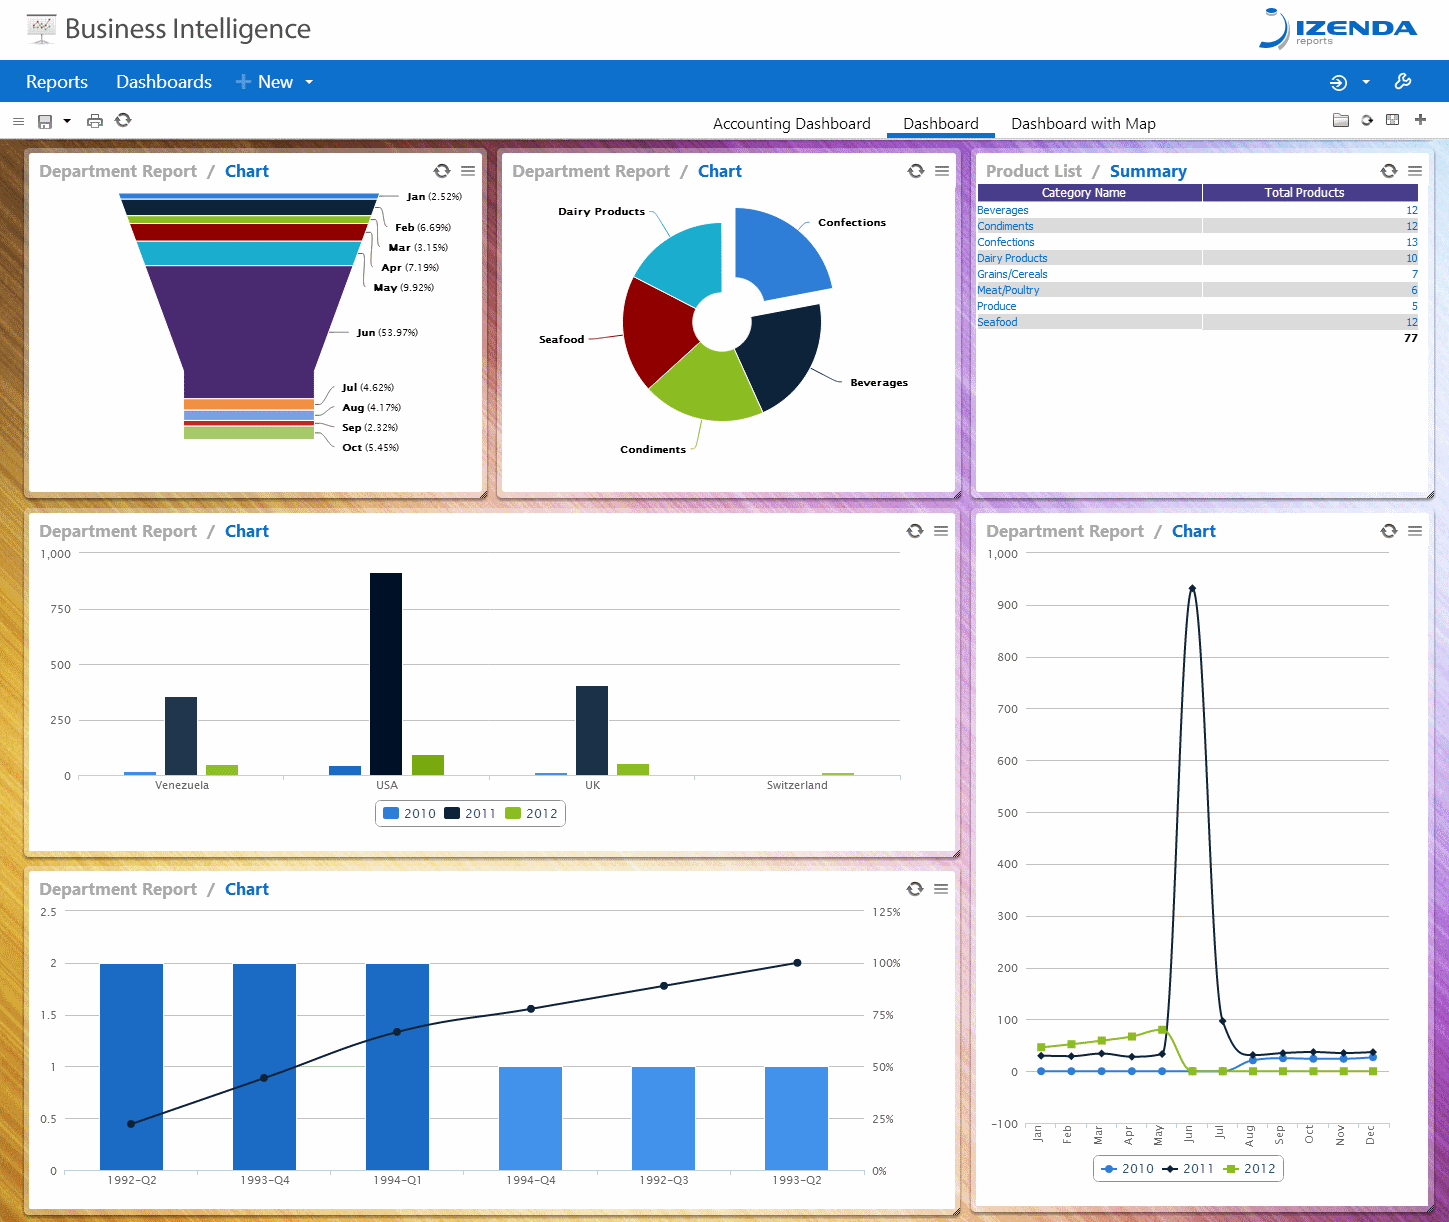 Business Intelligence
IZENDA
reports
Reports Dashboards New
Accounting Dashboard Dashboard Dashboard with Map
Department Report / Chart
Jan (2.52%)
Feb (6.69%)
Mar (3.15%)
Apr (7.19%)
May (9.92%)
Jun (53.97%)
Jul (4.62%)
Aug (4.17%)
Sep (2.32%)
Oct (5.45%)
Department Report / Chart
Dairy Products
Confections
Seafood
Beverages
Condiments
Product List / Summary
Category Name Total Products
Beverages 12
Condiments 12
Confections 13
Dairy Products 10
Grains/Cereals 7
Meat/Poultry 6
Produce 5
Seafood 12
77
Department Report / Chart
1,000
750
500
250
0
Venezuela USA UK Switzerland
2010 2011 2012
Department Report / Chart
1,000
900
800
700
600
500
400
300
200
100
0
-100
Jan Feb Mar Apr May Jun Jul Aug Sep Oct Nov Dec
2010 2011 2012
Department Report / Chart
2.5 125%
2 100%
1.5 75%
1 50%
0.5 25%
0 0%
1992-Q2 1993-Q4 1994-Q1 1994-Q4 1992-Q3 1993-Q2